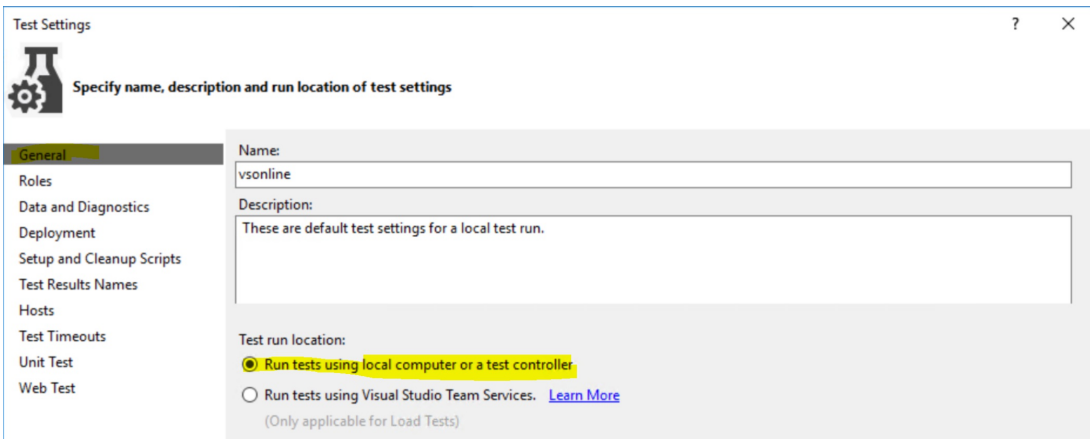 Test Settings
?
Specify name, description and run location of test settings
General
Roles
Data and Diagnostics
Deployment
Setup and Cleanup Scripts
Test Results Names
Hosts
Test Timeouts
Unit Test
Web Test
Name:
vsonline
Description:
These are default test settings for a local test run.
Test run location:
Run tests using local computer or a test controller
Run tests using Visual Studio Team Services. Learn More
(Only applicable for Load Tests)